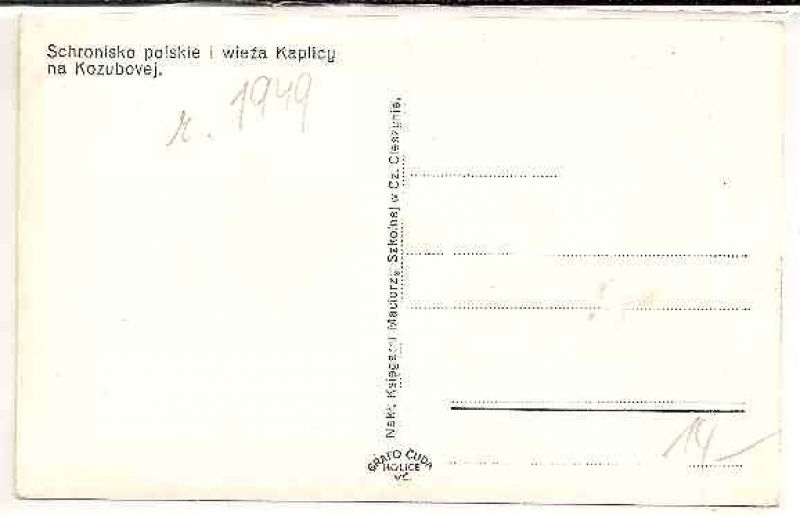 Schronisko polskie i wieża Kaplicy
na Kozubovej.
r. 1949
Nakł. Księgarni Macierzy Szkolnej w Cz. Cieszynie.
GRAFO ČUDA
HOLICE
V.Č.
14